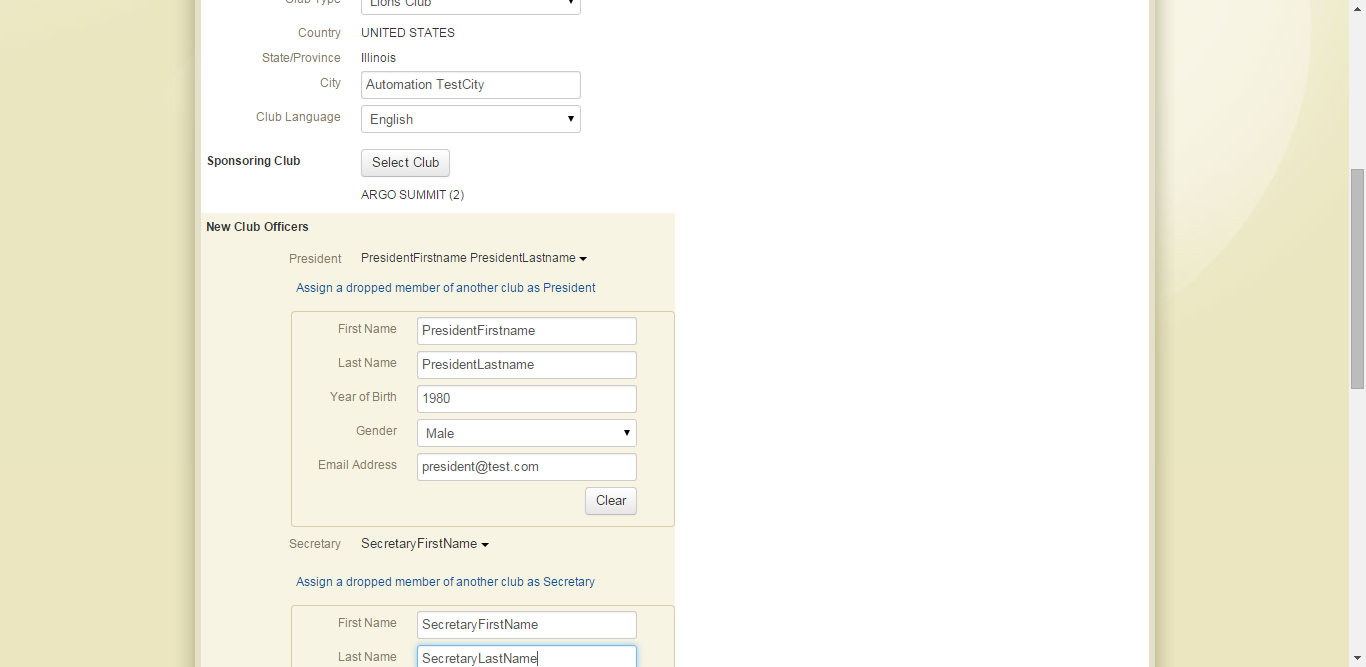 Club Type Lions Club
Country UNITED STATES
State/Province Illinois
City Automation TestCity
Club Language English
Sponsoring Club Select Club
ARGO SUMMIT (2)
New Club Officers
President PresidentFirstname PresidentLastname
Assign a dropped member of another club as President
First Name PresidentFirstname
Last Name PresidentLastname
Year of Birth 1980
Gender Male
Email Address president@test.com
Clear
Secretary SecretaryFirstName
Assign a dropped member of another club as Secretary
First Name SecretaryFirstName
Last Name SecretaryLastName